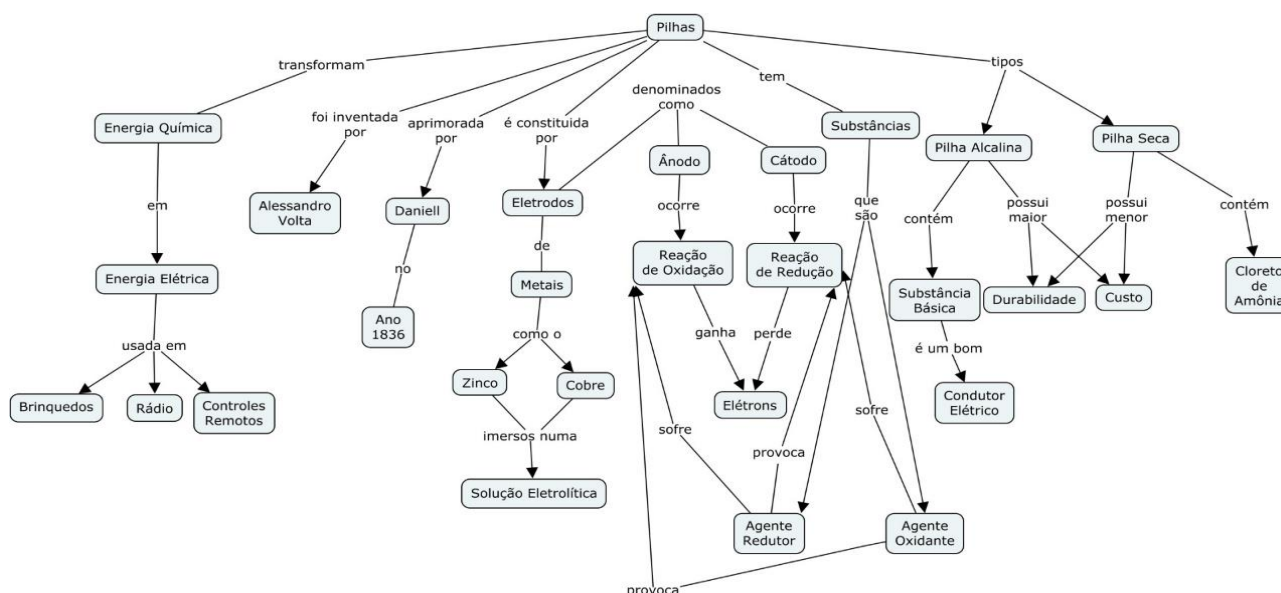 Pilhas
transformam
tem
tipos
denominados
como
foi inventada
por
aprimorada
por
é constituida
por
Energia Química
Substâncias
Pilha Alcalina
Pilha Seca
Ânodo
Cátodo
Alessandro
Volta
Daniell
Eletrodos
em
ocorre
ocorre
que
são
contém
possui
maior
possui
menor
contém
no
de
Energia Elétrica
Reação
de Oxidação
Reação
de Redução
Metais
Substância
Básica
Durabilidade
Custo
Cloreto
de
Amônia
Ano
1836
usada em
como o
ganha
perde
é um bom
Zinco
Cobre
Brinquedos
Rádio
Controles
Remotos
Elétrons
Condutor
Elétrico
imersos numa
sofre
provoca
sofre
Solução Eletrolítica
Agente
Redutor
Agente
Oxidante
provoca